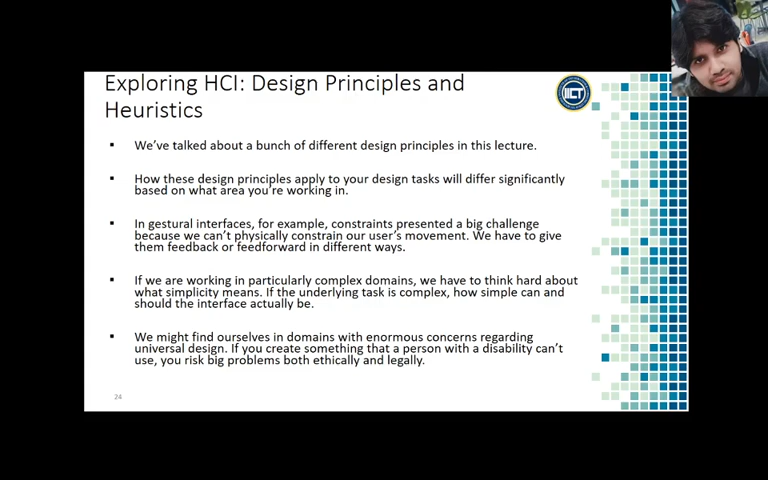 Exploring HCI: Design Principles and
Heuristics
IICT
We've talked about a bunch of different design principles in this lecture.
How these design principles apply to your design tasks will differ significantly
based on what area you're working in.
In gestural interfaces, for example, constraints presented a big challenge
because we can't physically constrain our user's movement. We have to give
them feedback or feedforward in different ways.
If we are working in particularly complex domains, we have to think hard about
what simplicity means. If the underlying task is complex, how simple can and
should the interface actually be.
We might find ourselves in domains with enormous concerns regarding
universal design. If you create something that a person with a disability can't
use, you risk big problems both ethically and legally.
24